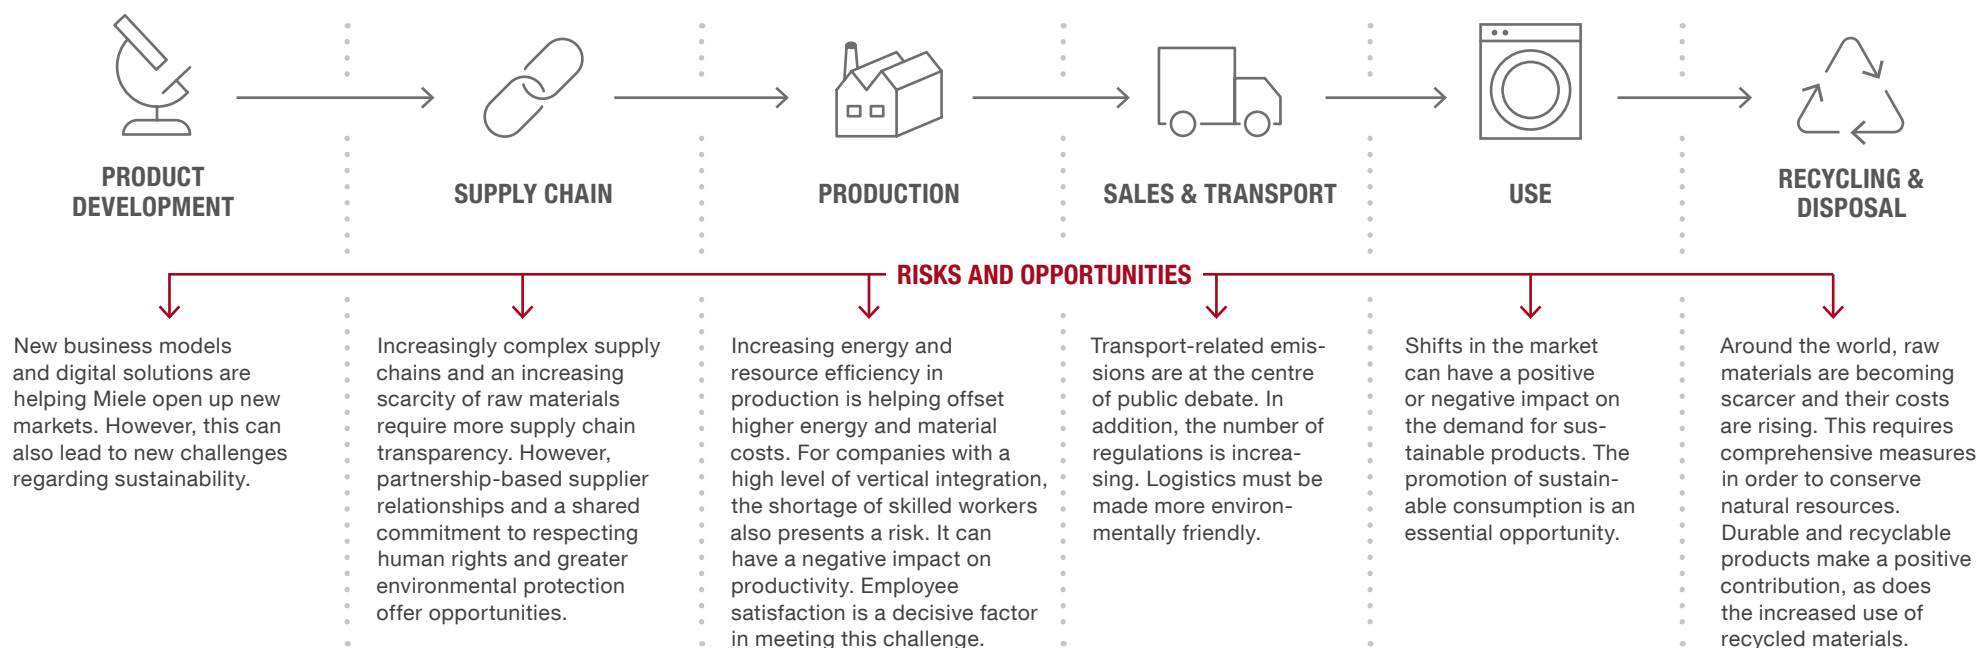 PRODUCT
DEVELOPMENT
SUPPLY CHAIN
PRODUCTION
SALES & TRANSPORT
USE
RECYCLING &
DISPOSAL
RISKS AND OPPORTUNITIES
New business models
and digital solutions are
helping Miele open up new
markets. However, this can
also lead to new challenges
regarding sustainability.
Increasingly complex supply
chains and an increasing
scarcity of raw materials
require more supply chain
transparency. However,
partnership-based supplier
relationships and a shared
commitment to respecting
human rights and greater
environmental protection
offer opportunities.
Increasing energy and
resource efficiency in
production is helping offset
higher energy and material
costs. For companies with a
high level of vertical integration,
the shortage of skilled workers
also presents a risk. It can
have a negative impact on
productivity. Employee
satisfaction is a decisive factor
in meeting this challenge.
Transport-related emis-
sions are at the centre
of public debate. In
addition, the number of
regulations is increa-
sing. Logistics must be
made more environ-
mentally friendly.
Shifts in the market
can have a positive
or negative impact on
the demand for sus-
tainable products. The
promotion of sustain-
able consumption is an
essential opportunity.
Around the world, raw
materials are becoming
scarcer and their costs
are rising. This requires
comprehensive measures
in order to conserve
natural resources.
Durable and recyclable
products make a positive
contribution, as does
the increased use of
recycled materials.